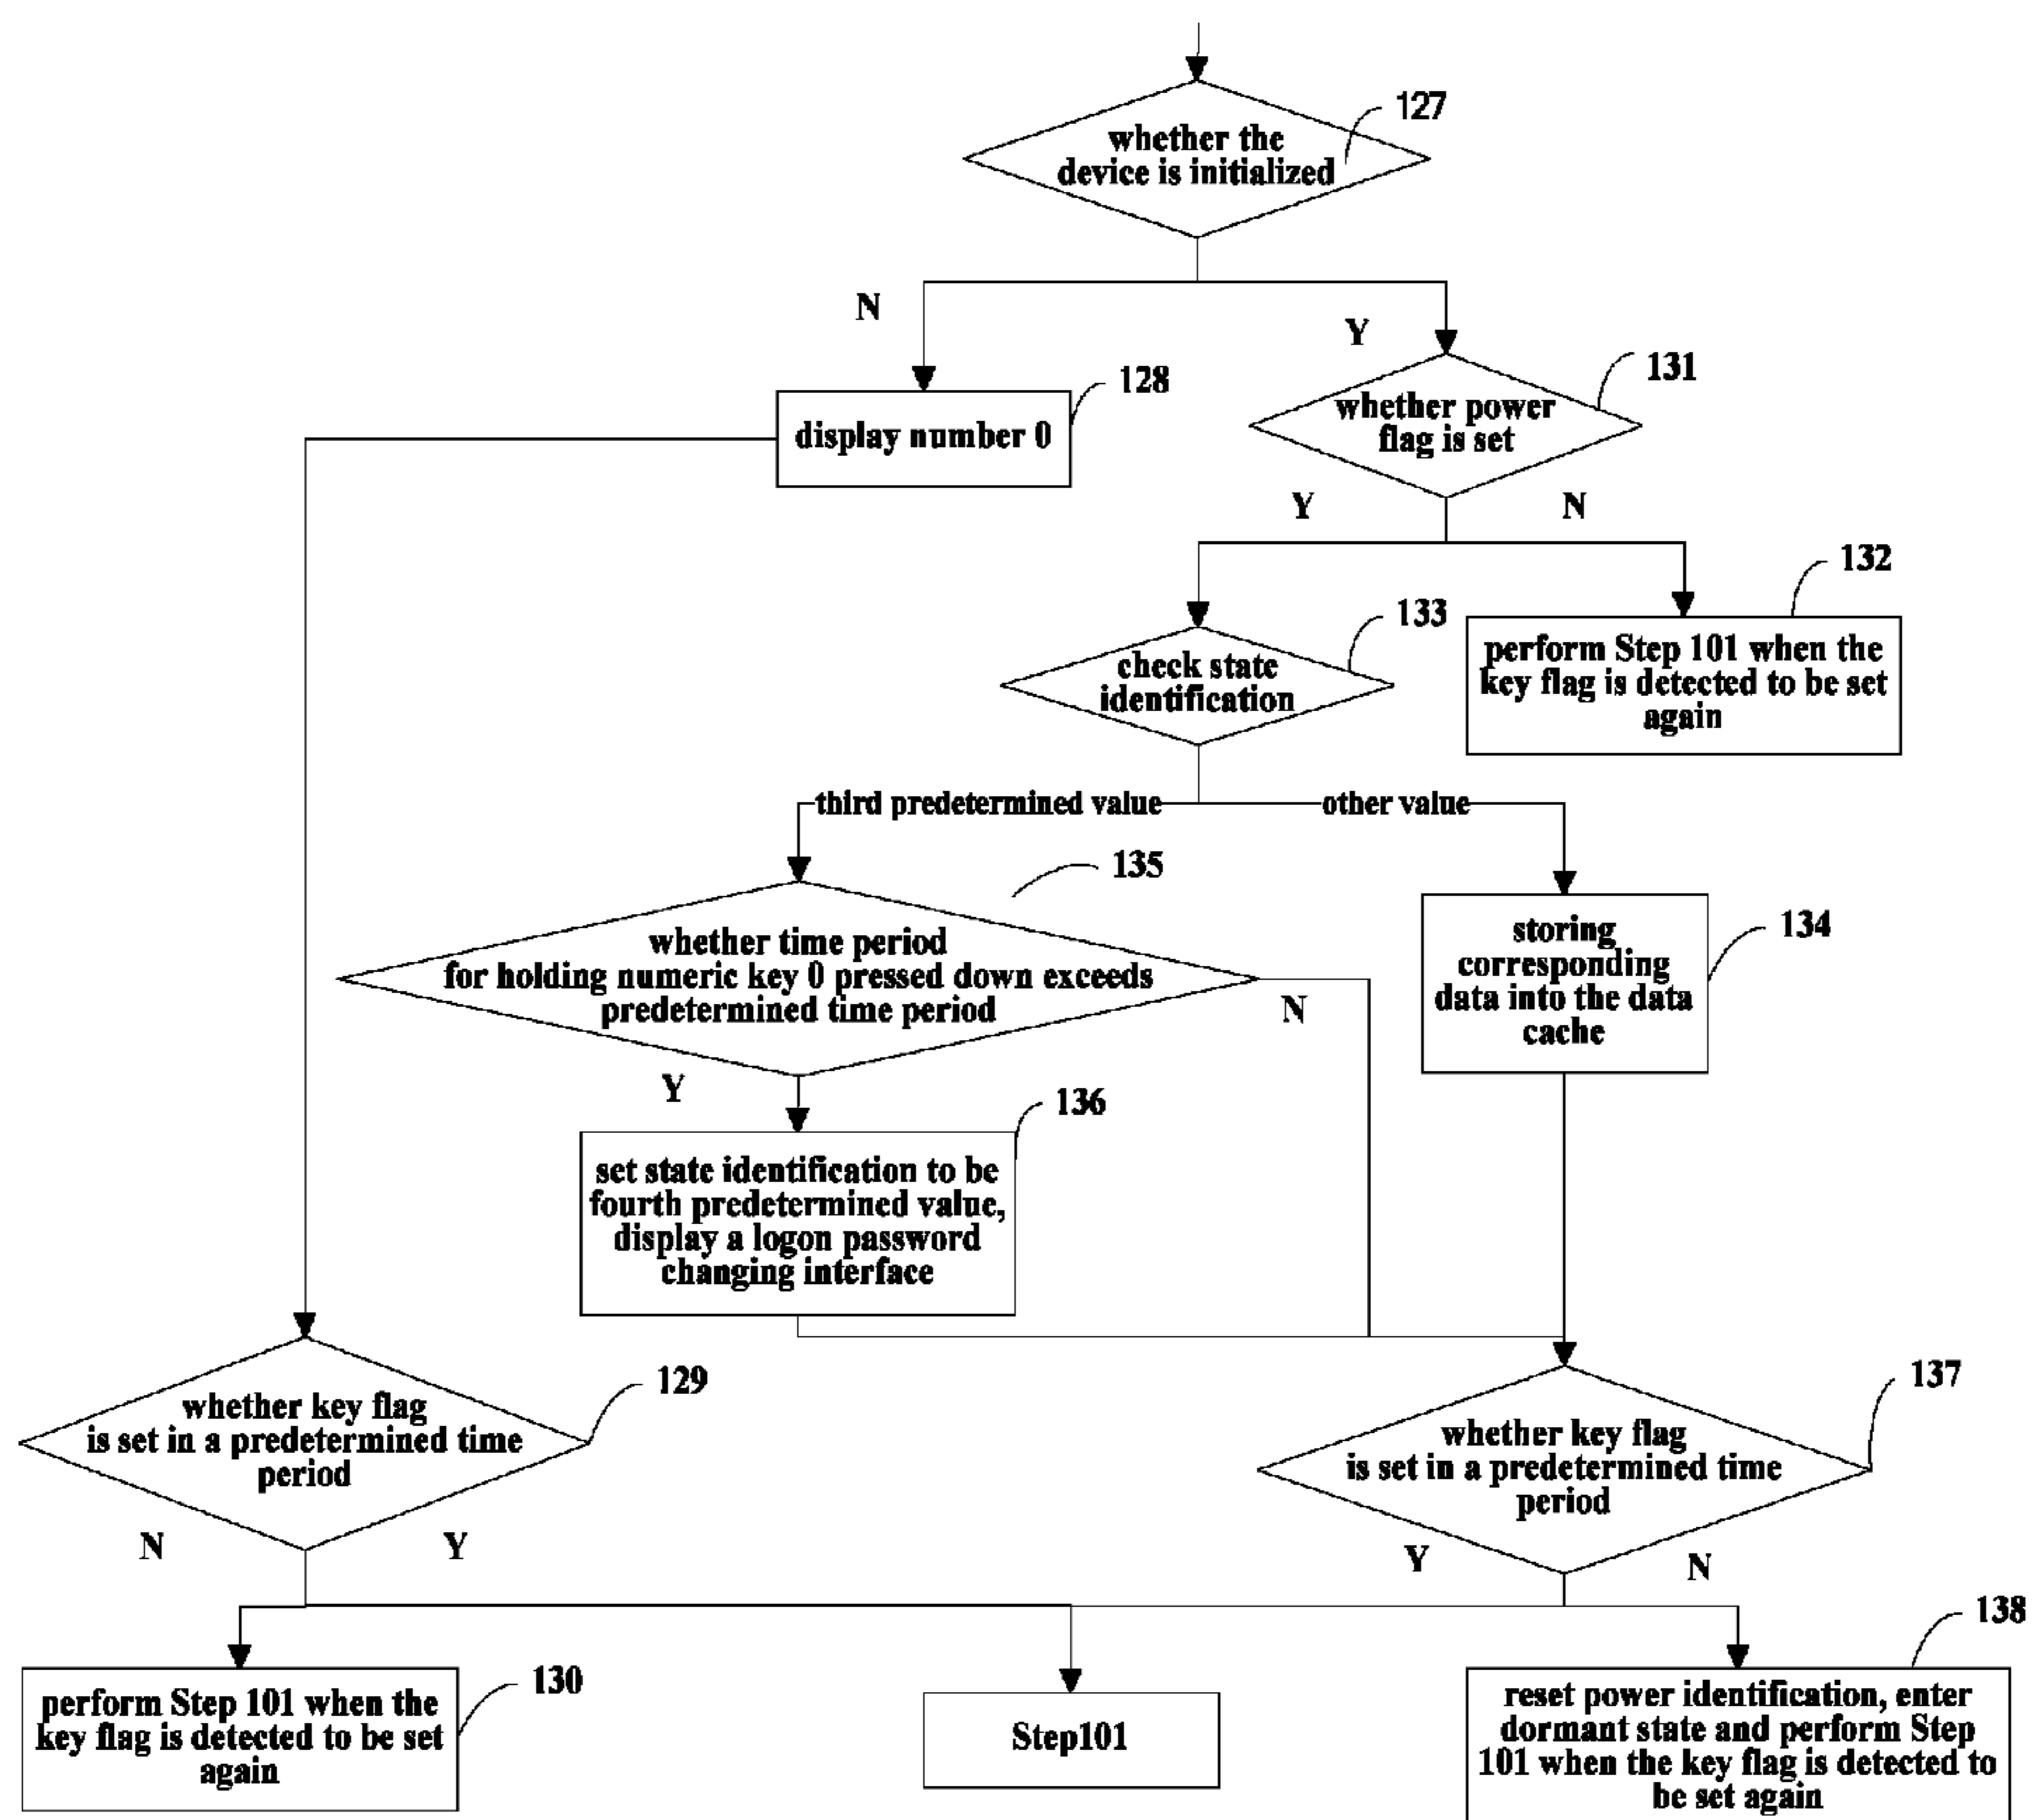 127
whether the
device is initialized
N
Y
128
display number 0
131
whether power
flag is set
Y
N
132
perform Step 101 when the
key flag is detected to be set
again
133
check state
identification
third predetermined value
other value
135
whether time period
for holding numeric key 0 pressed down exceeds
predetermined time period
N
Y
134
storing
corresponding
data into the data
cache
136
set state identification to be
fourth predetermined value,
display a logon password
changing interface
129
whether key flag
is set in a predetermined time
period
N
Y
137
whether key flag
is set in a predetermined time
period
Y
N
130
perform Step 101 when the
key flag is detected to be set
again
Step101
138
reset power identification, enter
dormant state and perform Step
101 when the key flag is detected to
be set again